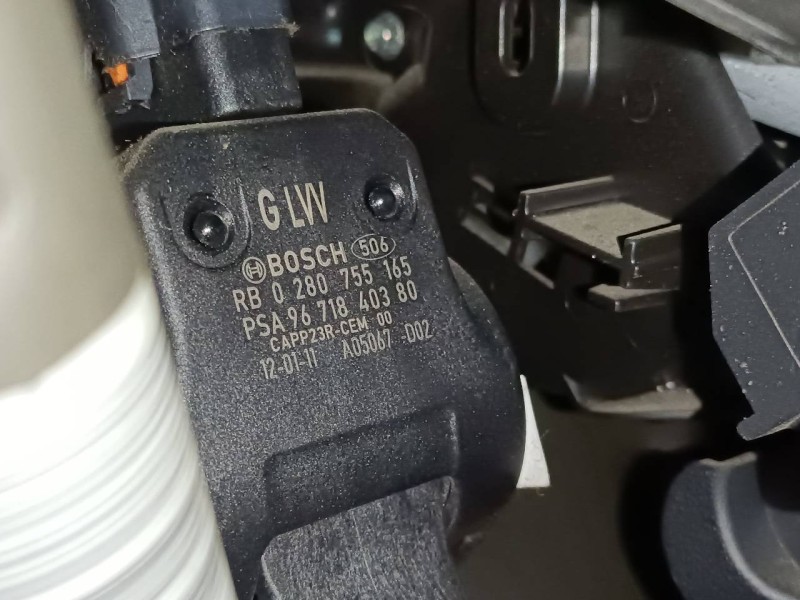 G LVV
BOSCH 506
RB 0 280 755 165
PSA 96 718 403 80
CAPP23R-CEM 00
12-01-11 A05067 -D02